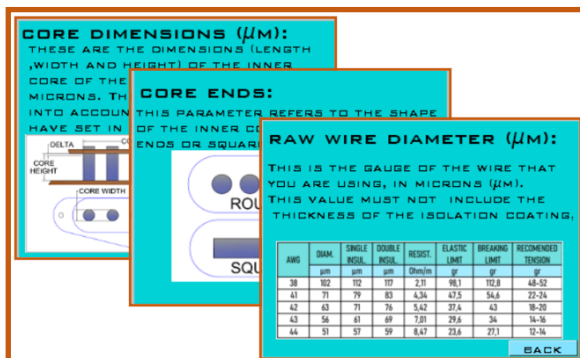 CORE DIMENSIONS (µM):
THESE ARE THE DIMENSIONS (LENGTH
,WIDTH AND HEIGHT) OF THE INNER
CORE OF THE
MICRONS. TH
INTO ACCOUN
HAVE SET IN
DELTA
CO
CORE
HEIGHT
CORE WIDTH
CORE ENDS:
THIS PARAMETER REFERS TO THE SHAPE
OF THE INNER CO
ENDS OR SQUAR
ROU
SQU
RAW WIRE DIAMETER (µM):
THIS IS THE GAUGE OF THE WIRE THAT
YOU ARE USING, IN MICRONS (µM).
THIS VALUE MUST NOT INCLUDE THE
THICKNESS OF THE ISOLATION COATING,
AWG DIAM. SINGLE INSUL. DOUBLE INSUL. RESIST. ELASTIC LIMIT BREAKING LIMIT RECOMENDED TENSION
µm µm µm Ohm/m gr gr gr
38 102 112 117 2,11 98,1 112,8 48-52
41 71 79 83 4,34 47,5 54,6 22-24
42 63 71 76 5,42 37,4 43 18-20
43 56 61 69 7,01 29,6 34 14-16
44 51 57 59 8,47 23,6 27,1 12-14
BACK